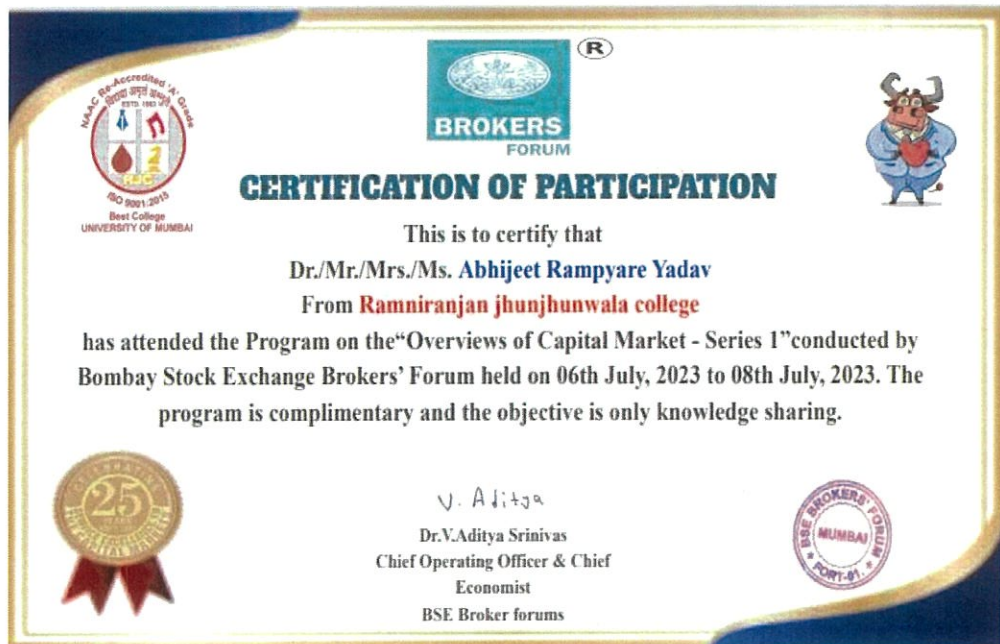 ®
BROKERS
FORUM
NAAC Re-Accredited 'A' Grade
ESTD. 1963
RJC
ISO 9001:2015
Best College
UNIVERSITY OF MUMBAI
CERTIFICATION OF PARTICIPATION
This is to certify that
Dr./Mr./Mrs./Ms. Abhijeet Rampyare Yadav
From Ramniranjan jhunjhunwala college
has attended the Program on the“Overviews of Capital Market - Series 1”conducted by
Bombay Stock Exchange Brokers’ Forum held on 06th July, 2023 to 08th July, 2023. The
program is complimentary and the objective is only knowledge sharing.
CELEBRATING
25
YEARS
V. Aditya
Dr.V.Aditya Srinivas
Chief Operating Officer & Chief
Economist
BSE Broker forums
BSE BROKERS' FORUM
MUMBAI
FORT-01.